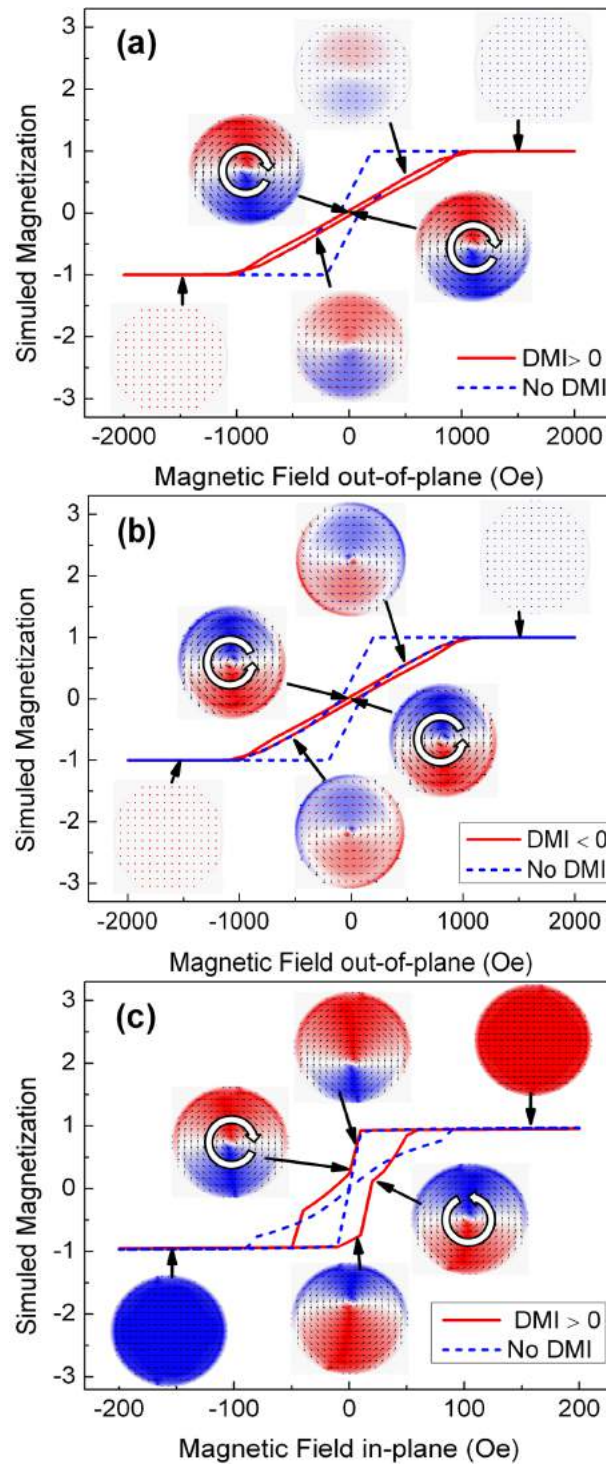 (a)
3
2
1
0
-1
-2
-3
Simuled Magnetization
DMI> 0
No DMI
-2000 -1000 0 1000 2000
Magnetic Field out-of-plane (Oe)
(b)
3
2
1
0
-1
-2
-3
Simuled Magnetization
DMI < 0
No DMI
-2000 -1000 0 1000 2000
Magnetic Field out-of-plane (Oe)
(c)
3
2
1
0
-1
-2
-3
Simuled Magnetization
DMI > 0
No DMI
-200 -100 0 100 200
Magnetic Field in-plane (Oe)